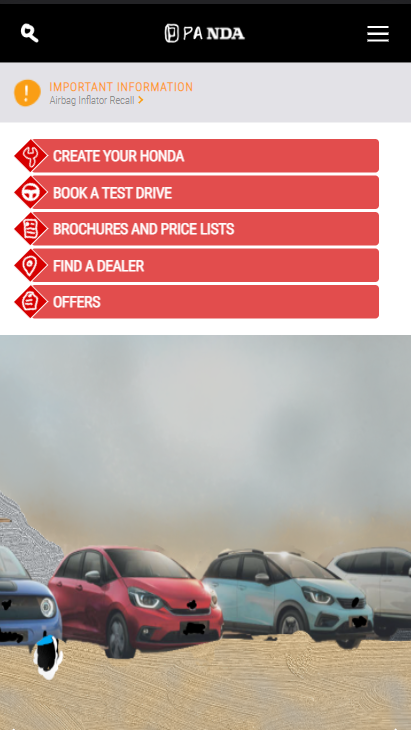 PA NDA
IMPORTANT INFORMATION
Airbag Inflator Recall
CREATE YOUR HONDA
BOOK A TEST DRIVE
BROCHURES AND PRICE LISTS
FIND A DEALER
OFFERS